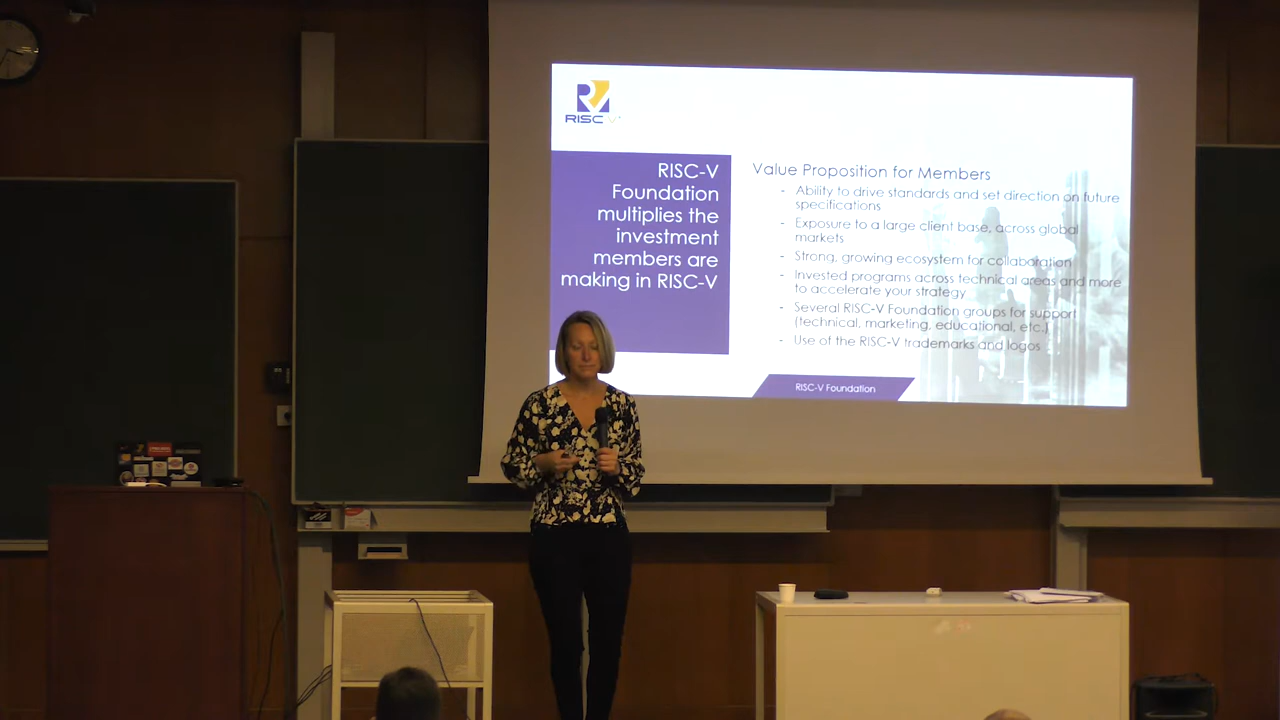 RISC-V
RISC-V
Foundation
multiplies the
investment
members are
making in RISC-V
Value Proposition for Members
- Ability to drive standards and set direction on future
specifications
- Exposure to a large client base, across global
markets
- Strong, growing ecosystem for collaboration
- Invested programs across technical areas and more
to accelerate your strategy
- Several RISC-V Foundation groups for support
(technical, marketing, educational, etc.)
- Use of the RISC-V trademarks and logos
RISC-V Foundation